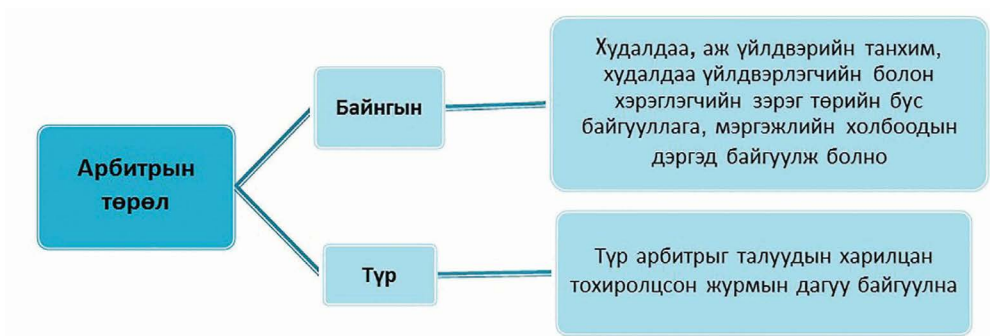 Арбитрын
төрөл
Байнгын
Худалдаа, аж үйлдвэрийн танхим,
худалдаа үйлдвэрлэгчийн болон
хэрэглэгчийн зэрэг төрийн бус
байгууллага, мэргэжлийн холбоодын
дэргэд байгуулж болно
Түр
Түр арбитрыг талуудын харилцан
тохиролцсон журмын дагуу байгуулна